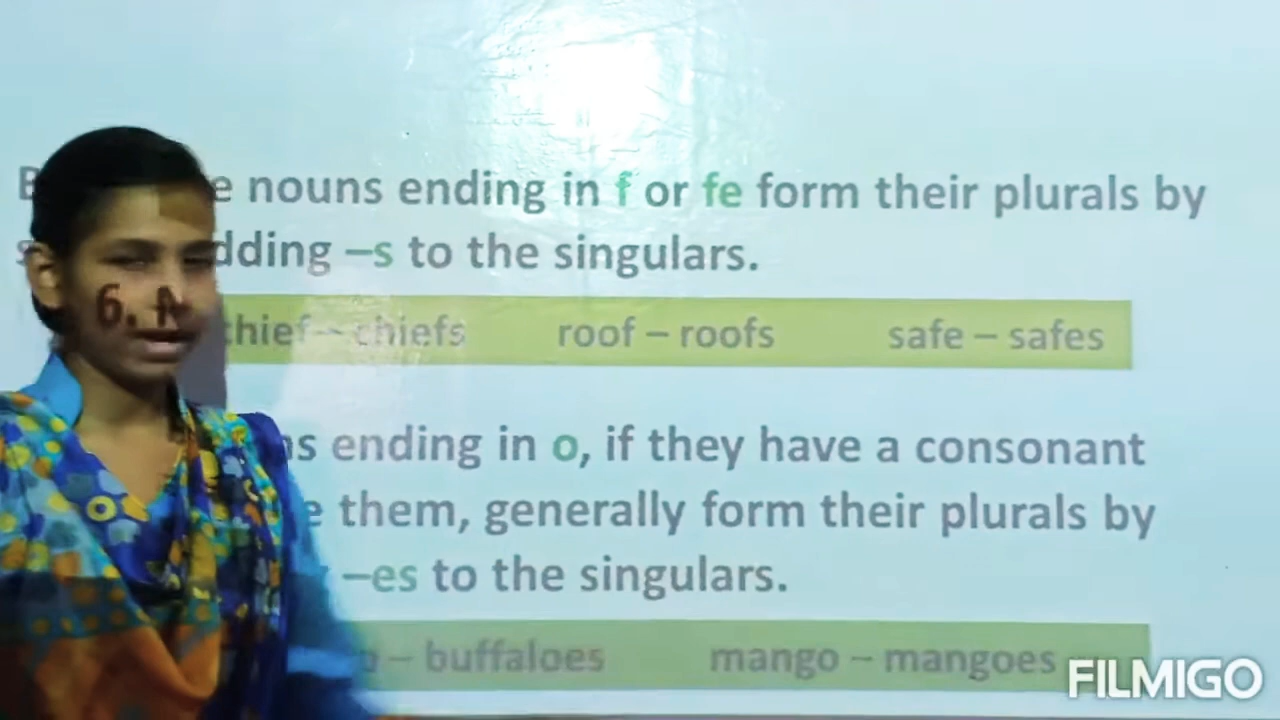 nouns ending in f or fe form their plurals by
–s to the singulars.
chief – chiefs roof – roofs safe – safes
ending in o, if they have a consonant
them, generally form their plurals by
–es to the singulars.
– buffaloes mango – mangoes
6.
FILMIGO